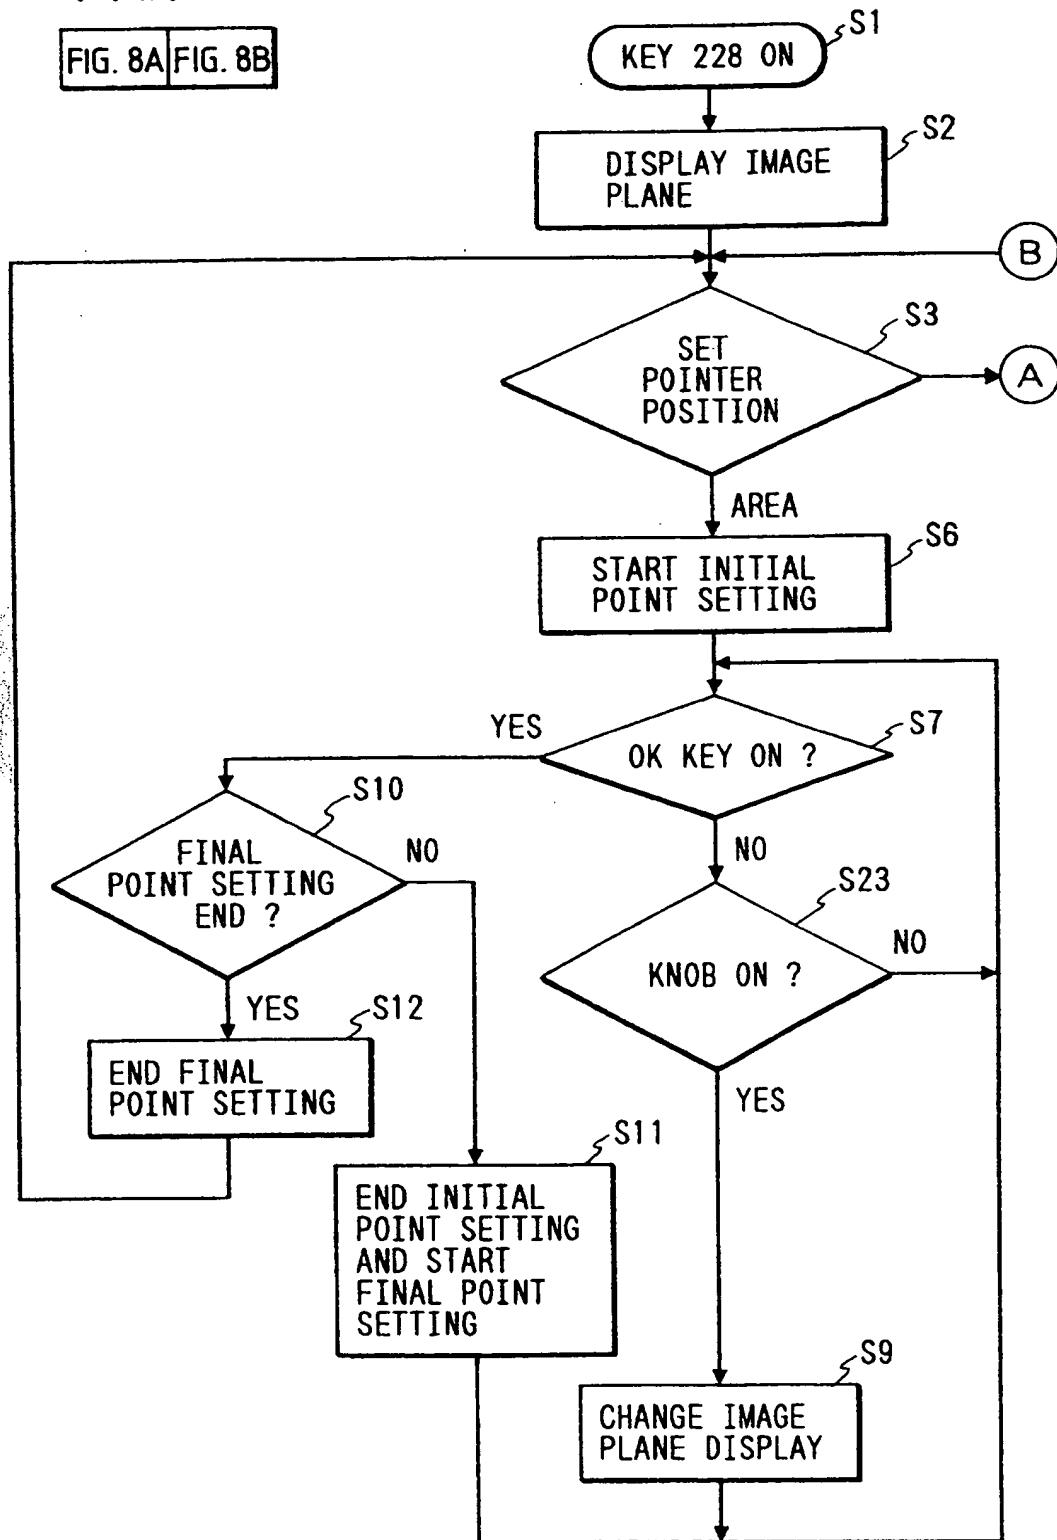 FIG. 8A FIG. 8B
KEY 228 ON
S1
S2
DISPLAY IMAGE
PLANE
B
S3
SET
POINTER
POSITION
A
AREA
S6
START INITIAL
POINT SETTING
YES
S7
OK KEY ON ?
S10
NO
NO
FINAL
POINT SETTING
END ?
S23
NO
KNOB ON ?
YES
S12
END FINAL
POINT SETTING
YES
S11
END INITIAL
POINT SETTING
AND START
FINAL POINT
SETTING
S9
CHANGE IMAGE
PLANE DISPLAY